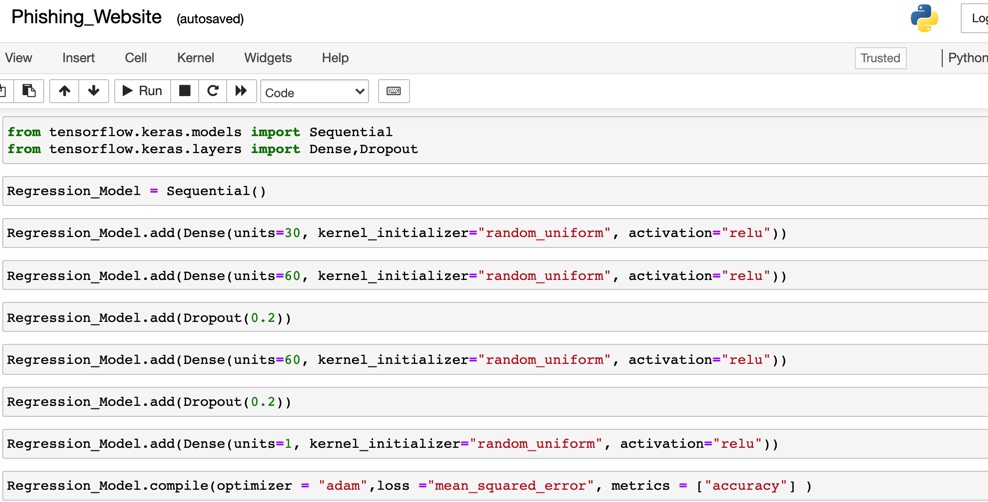 Phishing_Website (autosaved)
View Insert Cell Kernel Widgets Help Trusted Python
Run Code
from tensorflow.keras.models import Sequential
from tensorflow.keras.layers import Dense,Dropout
Regression_Model = Sequential()
Regression_Model.add(Dense(units=30, kernel_initializer="random_uniform", activation="relu"))
Regression_Model.add(Dense(units=60, kernel_initializer="random_uniform", activation="relu"))
Regression_Model.add(Dropout(0.2))
Regression_Model.add(Dense(units=60, kernel_initializer="random_uniform", activation="relu"))
Regression_Model.add(Dropout(0.2))
Regression_Model.add(Dense(units=1, kernel_initializer="random_uniform", activation="relu"))
Regression_Model.compile(optimizer = "adam",loss ="mean_squared_error", metrics = ["accuracy"] )